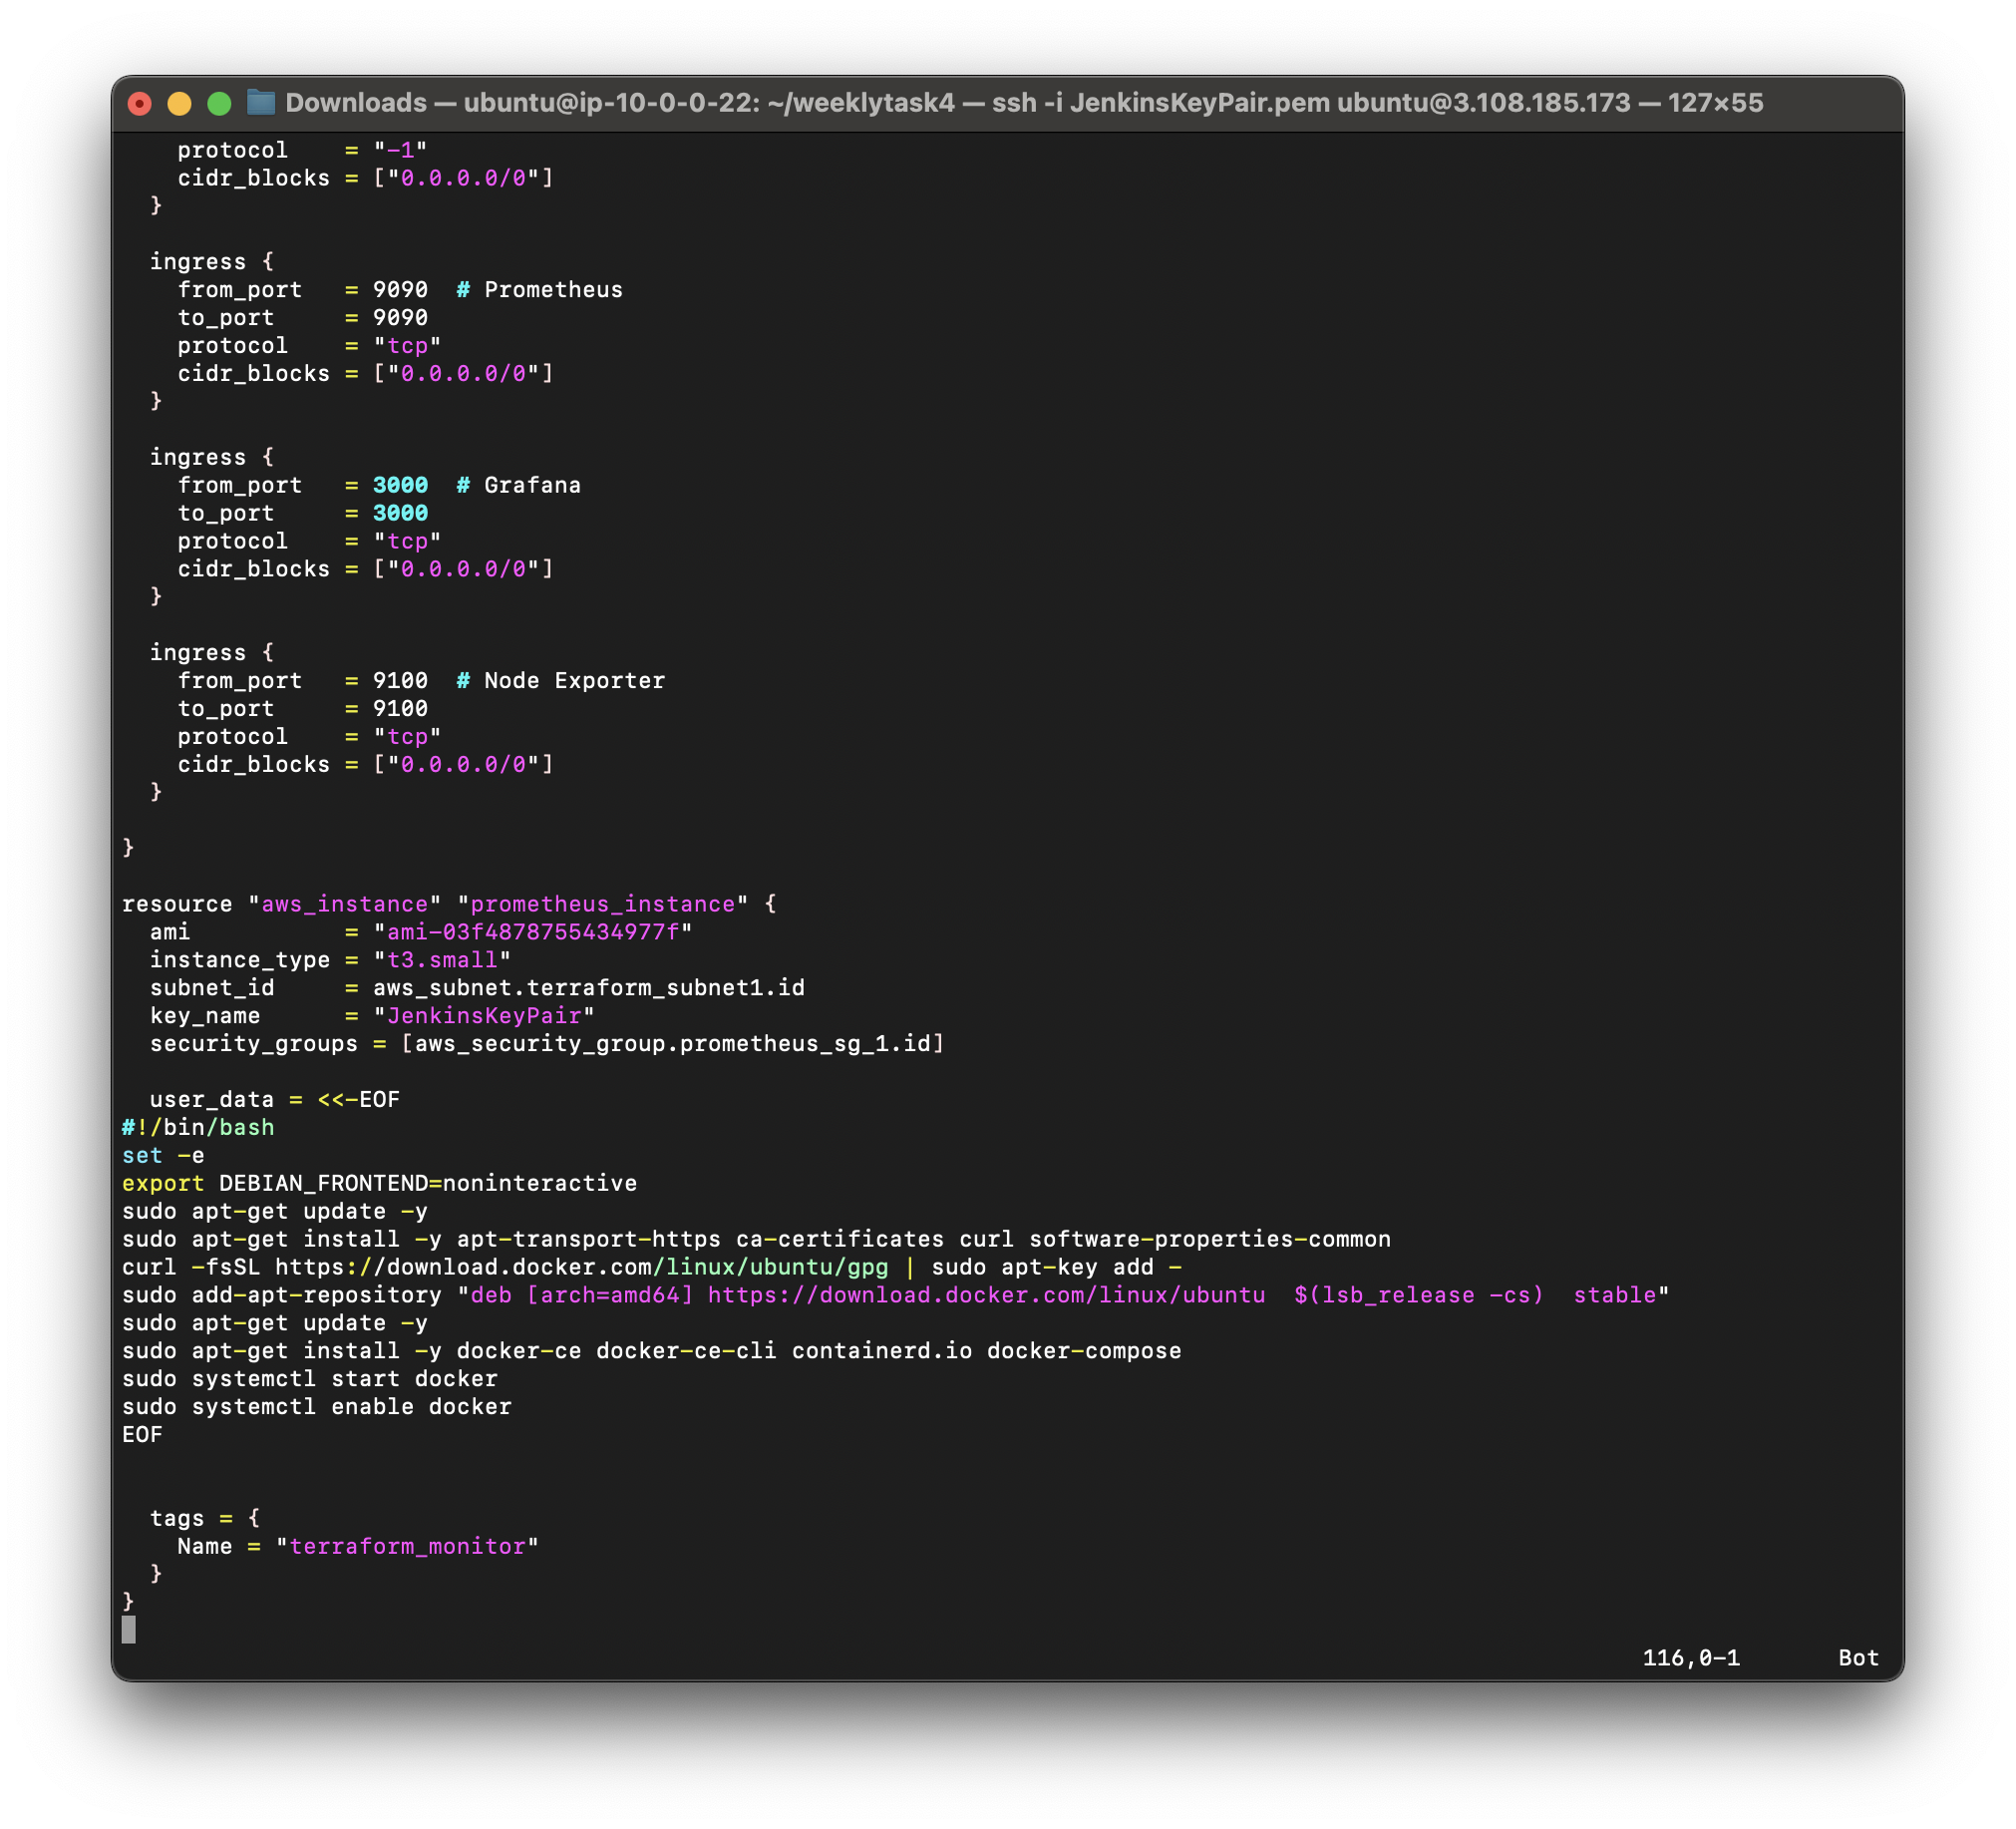 Downloads — ubuntu@ip-10-0-0-22: ~/weeklytask4 — ssh -i JenkinsKeyPair.pem ubuntu@3.108.185.173 — 127×55
    protocol    = "-1"
    cidr_blocks = ["0.0.0.0/0"]
  }

  ingress {
    from_port   = 9090  # Prometheus
    to_port     = 9090
    protocol    = "tcp"
    cidr_blocks = ["0.0.0.0/0"]
  }

  ingress {
    from_port   = 3000  # Grafana
    to_port     = 3000
    protocol    = "tcp"
    cidr_blocks = ["0.0.0.0/0"]
  }

  ingress {
    from_port   = 9100  # Node Exporter
    to_port     = 9100
    protocol    = "tcp"
    cidr_blocks = ["0.0.0.0/0"]
  }

}

resource "aws_instance" "prometheus_instance" {
  ami           = "ami-03f4878755434977f"
  instance_type = "t3.small"
  subnet_id     = aws_subnet.terraform_subnet1.id
  key_name      = "JenkinsKeyPair"
  security_groups = [aws_security_group.prometheus_sg_1.id]

  user_data = <<-EOF
#!/bin/bash
set -e
export DEBIAN_FRONTEND=noninteractive
sudo apt-get update -y
sudo apt-get install -y apt-transport-https ca-certificates curl software-properties-common
curl -fsSL https://download.docker.com/linux/ubuntu/gpg | sudo apt-key add -
sudo add-apt-repository "deb [arch=amd64] https://download.docker.com/linux/ubuntu  $(lsb_release -cs)  stable"
sudo apt-get update -y
sudo apt-get install -y docker-ce docker-ce-cli containerd.io docker-compose
sudo systemctl start docker
sudo systemctl enable docker
EOF


  tags = {
    Name = "terraform_monitor"
  }
}
116,0-1       Bot